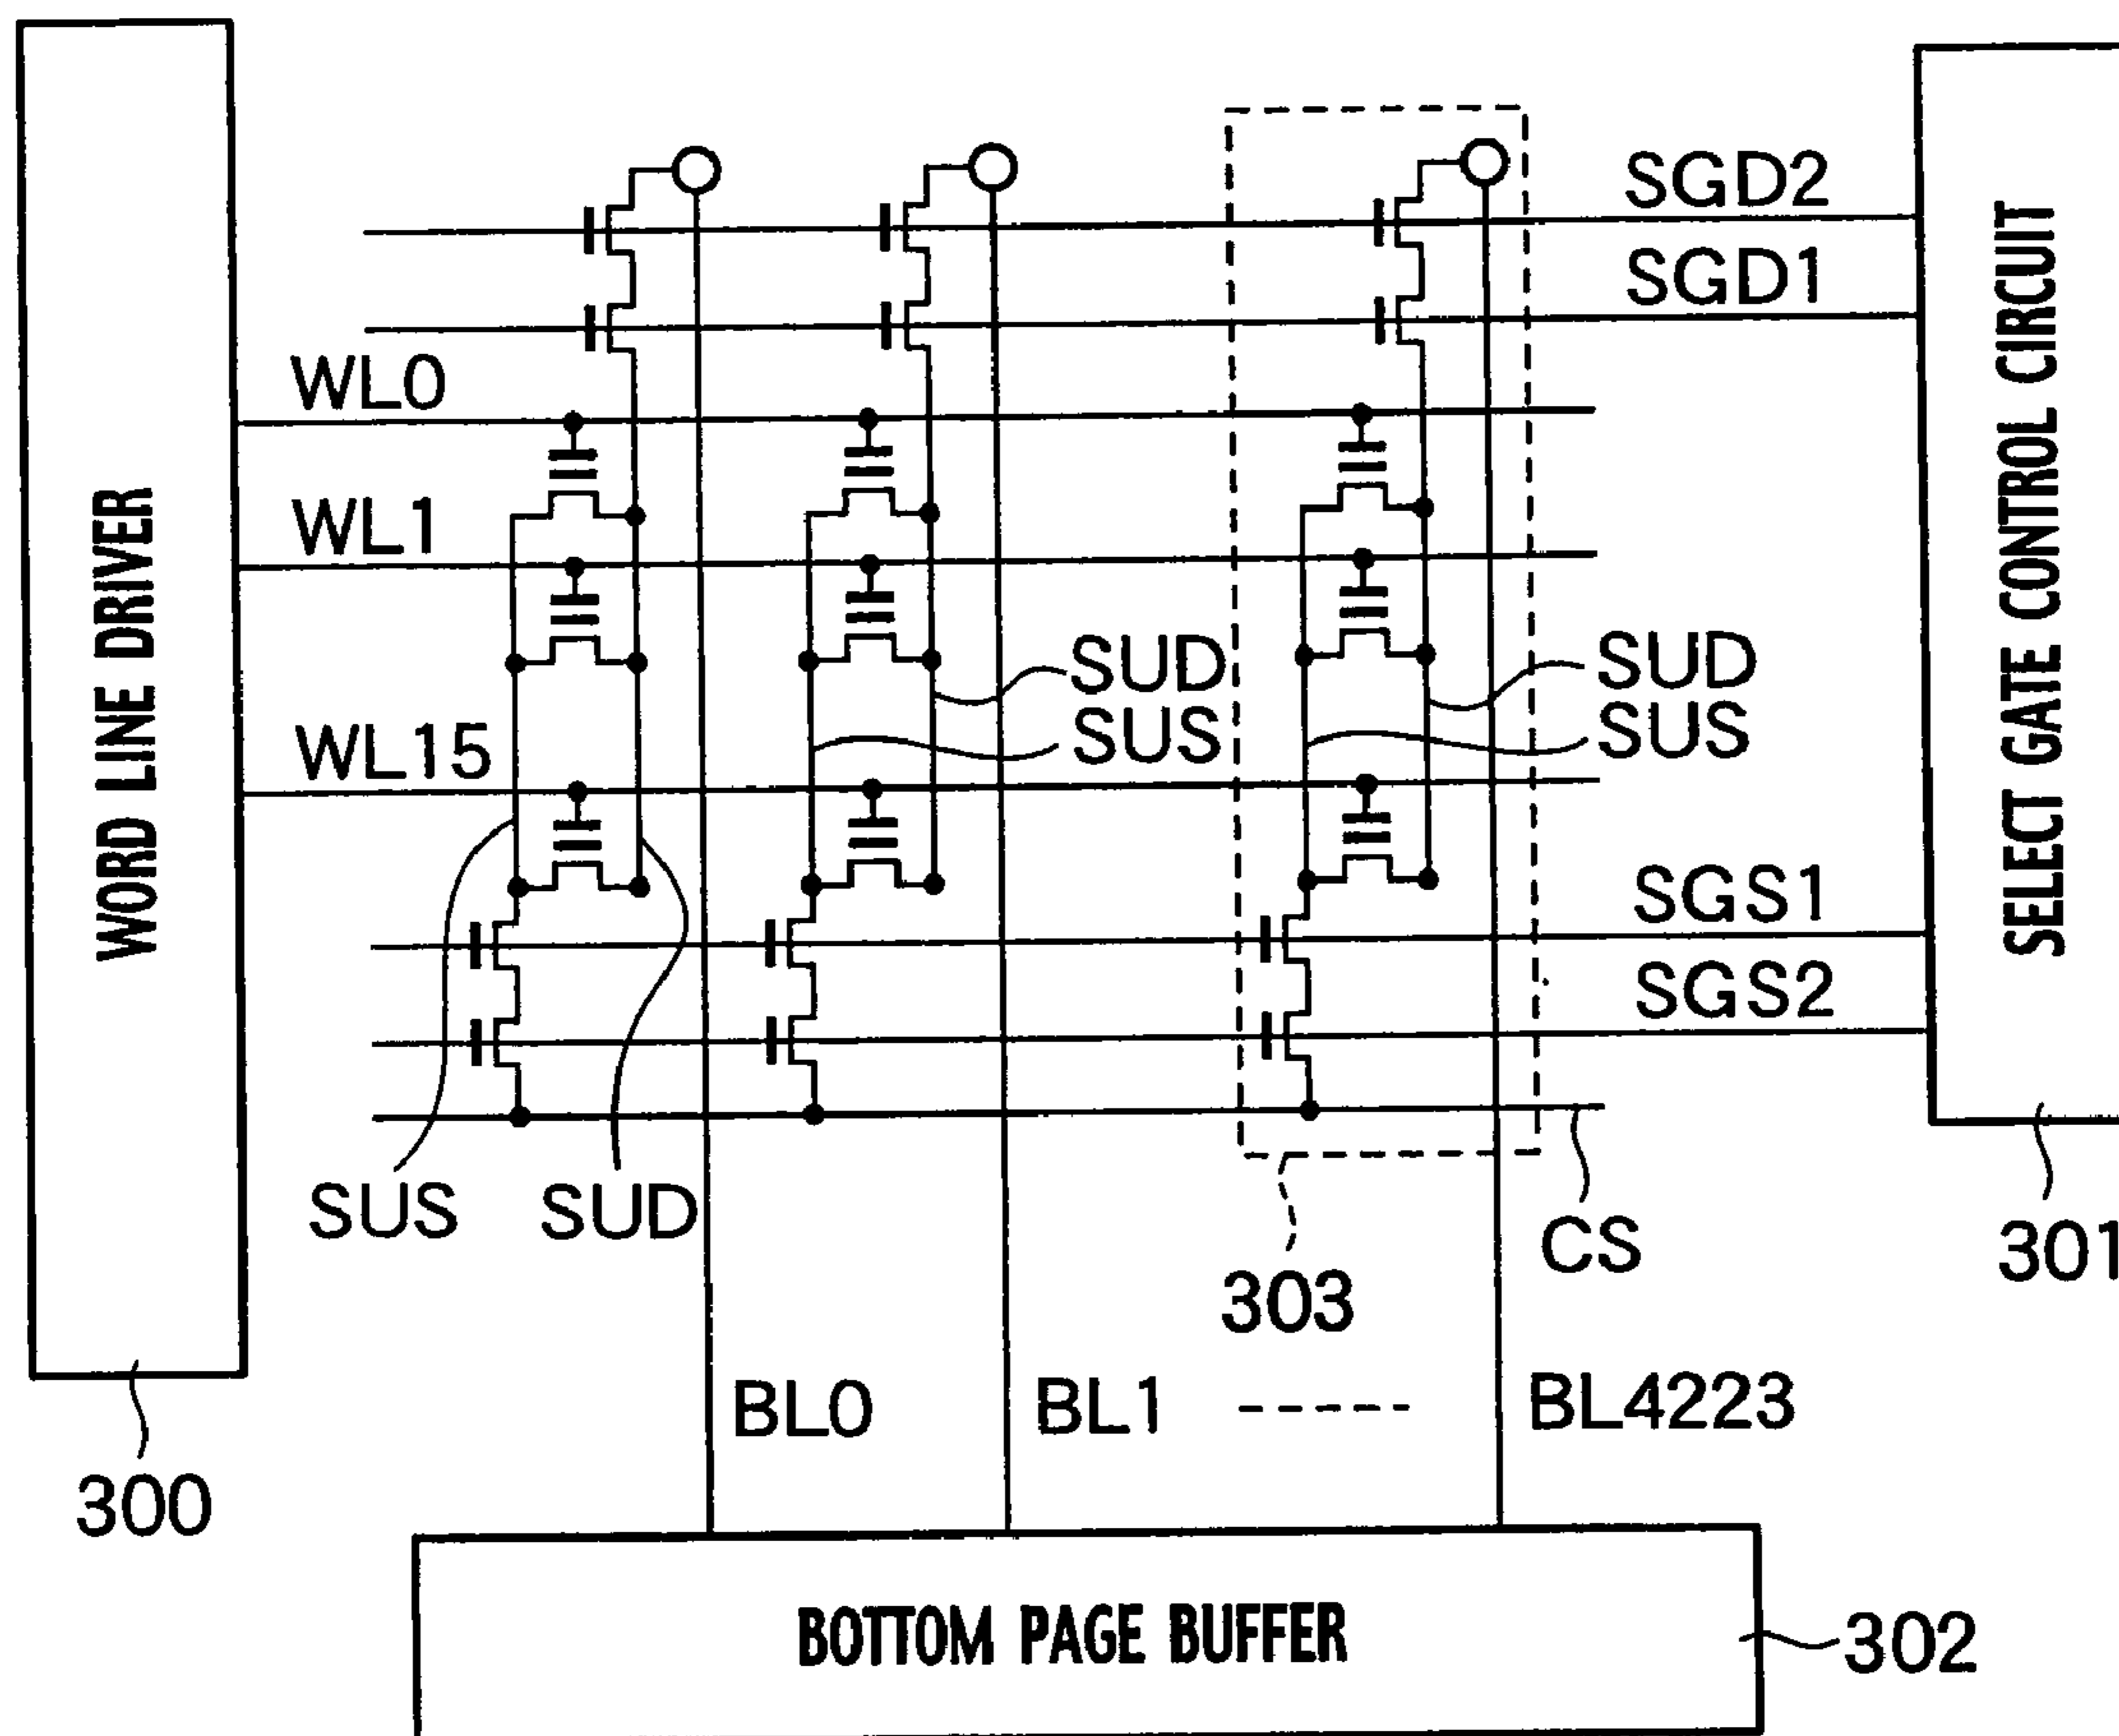 WORD LINE DRIVER
300
SGD2
SGD1
WL0
WL1
WL15
SUD
SUS
SUD
SUS
SGS1
SGS2
SUS
SUD
CS
303
SELECT GATE CONTROL CIRCUIT
301
BL0
BL1
BL4223
BOTTOM PAGE BUFFER
302